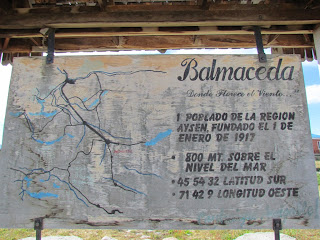 Balmaceda
"Donde Florece el Viento..."
1 POBLADO DE LA REGION
AYSEN, FUNDADO EL 1 DE
ENERO DE 1917
• 800 MT. SOBRE EL
NIVEL DEL MAR
• 45 54 32 LATITUD SUR
• 71 42 9 LONGITUD OESTE